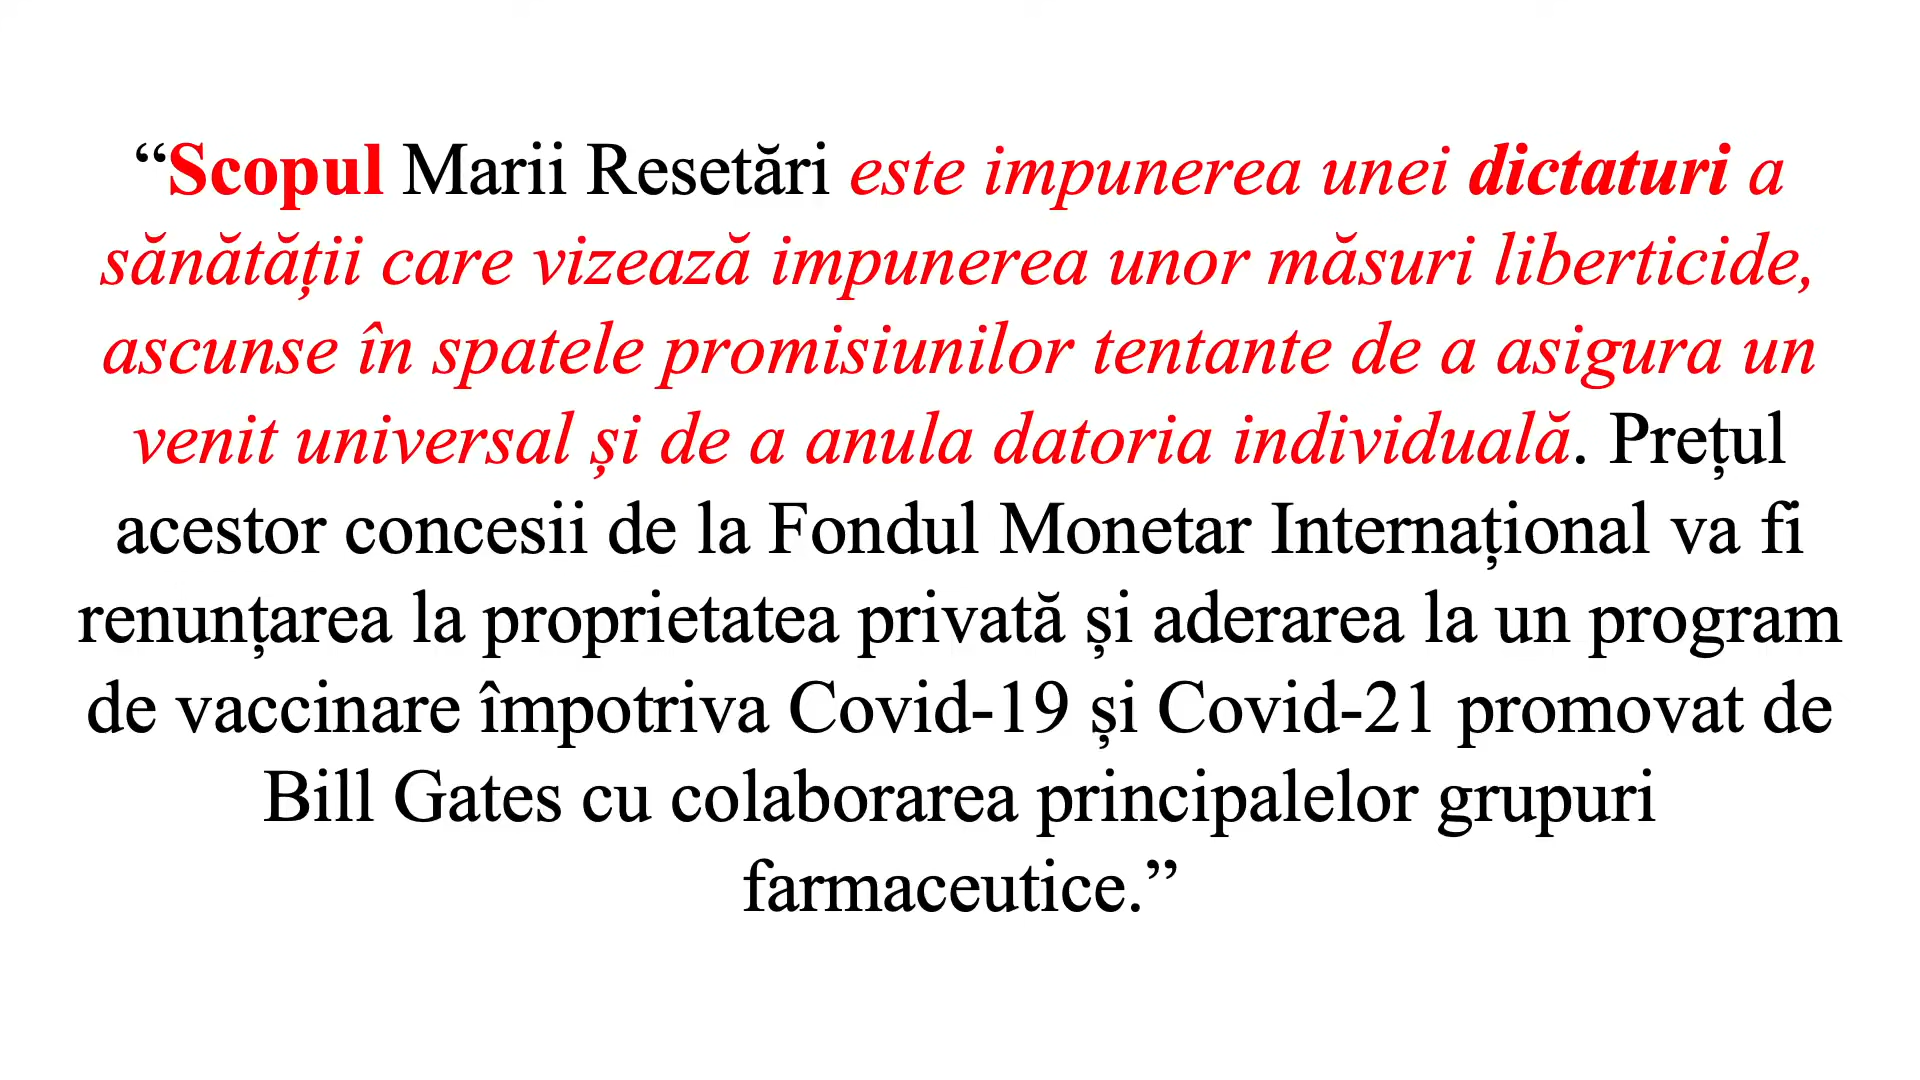 “Scopul Marii Resetări este impunerea unei dictaturi a
sănătății care vizează impunerea unor măsuri liberticide,
ascunse în spatele promisiunilor tentante de a asigura un
venit universal și de a anula datoria individuală. Prețul
acestor concesii de la Fondul Monetar Internațional va fi
renunțarea la proprietatea privată și aderarea la un program
de vaccinare împotriva Covid-19 și Covid-21 promovat de
Bill Gates cu colaborarea principalelor grupuri
farmaceutice.”